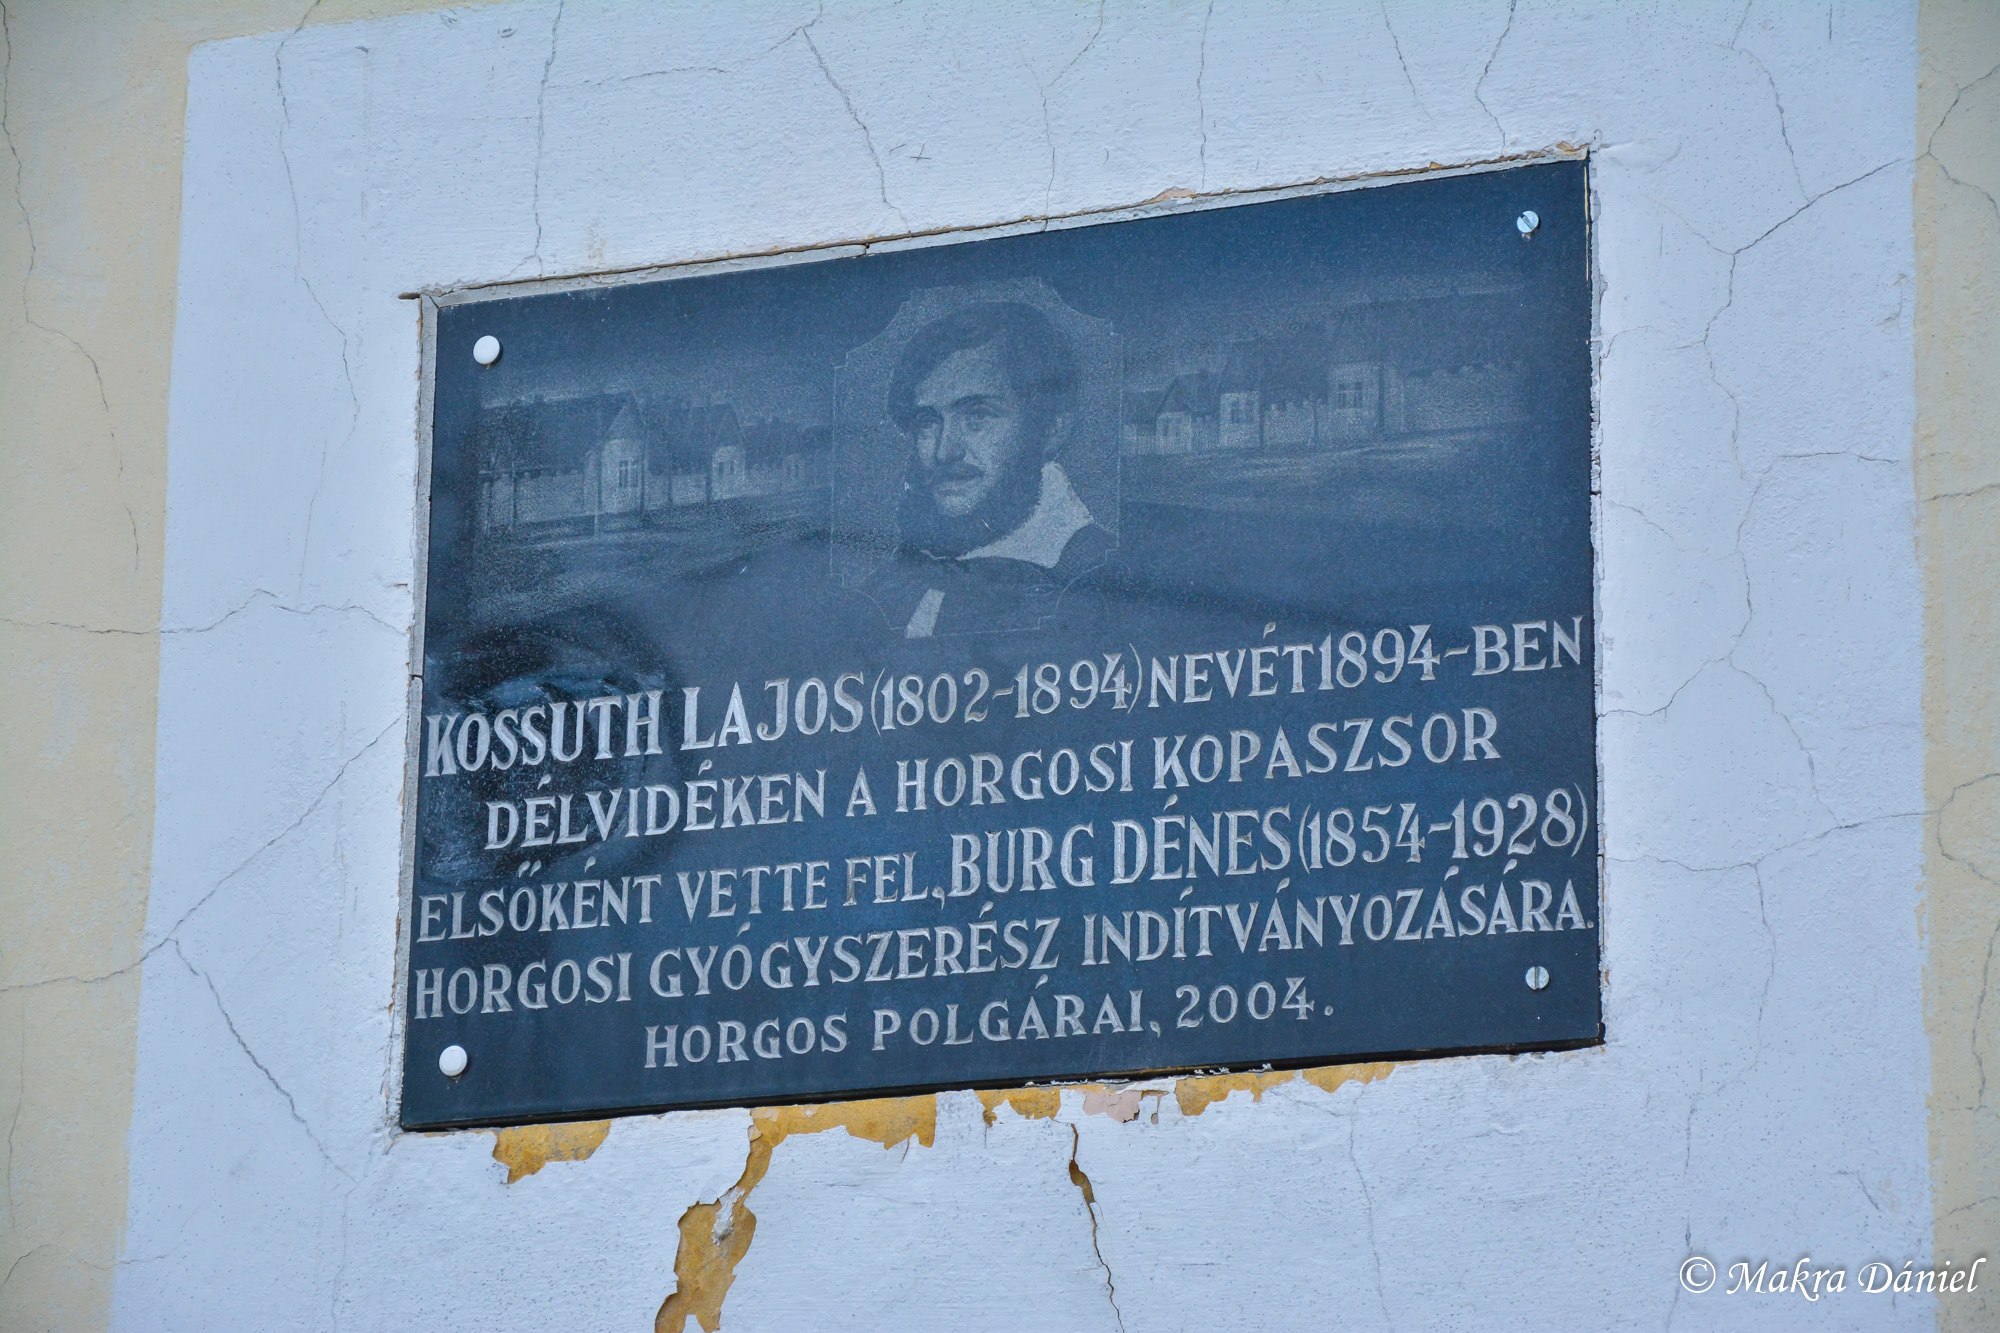 KOSSUTH LAJOS (1802-1894) NEVÉT 1894-BEN
DÉLVIDÉKEN A HORGOSI KOPASZSOR
ELSŐKÉNT VETTE FEL, BURG DÉNES (1854-1928)
HORGOSI GYÓGYSZERÉSZ INDÍTVÁNYOZÁSÁRA.
HORGOS POLGÁRAI, 2004.
© Makra Dániel